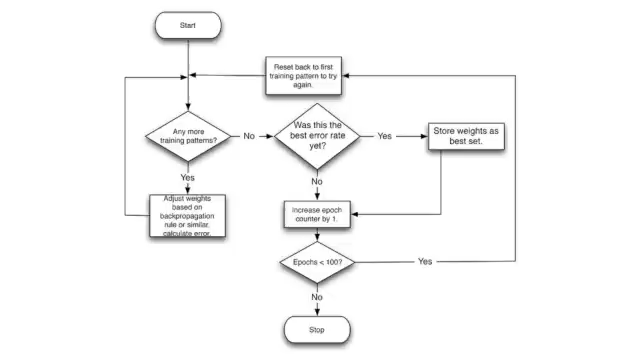 Start
Reset back to first
training pattern to try
again.
Any more
training patterns?
No
Was this the
best error rate
yet?
Yes
Store weights as
best set.
Yes
No
Adjust weights
based on
backpropagation
rule or similar,
calculate error.
Increase epoch
counter by 1.
Epochs < 100?
Yes
No
Stop